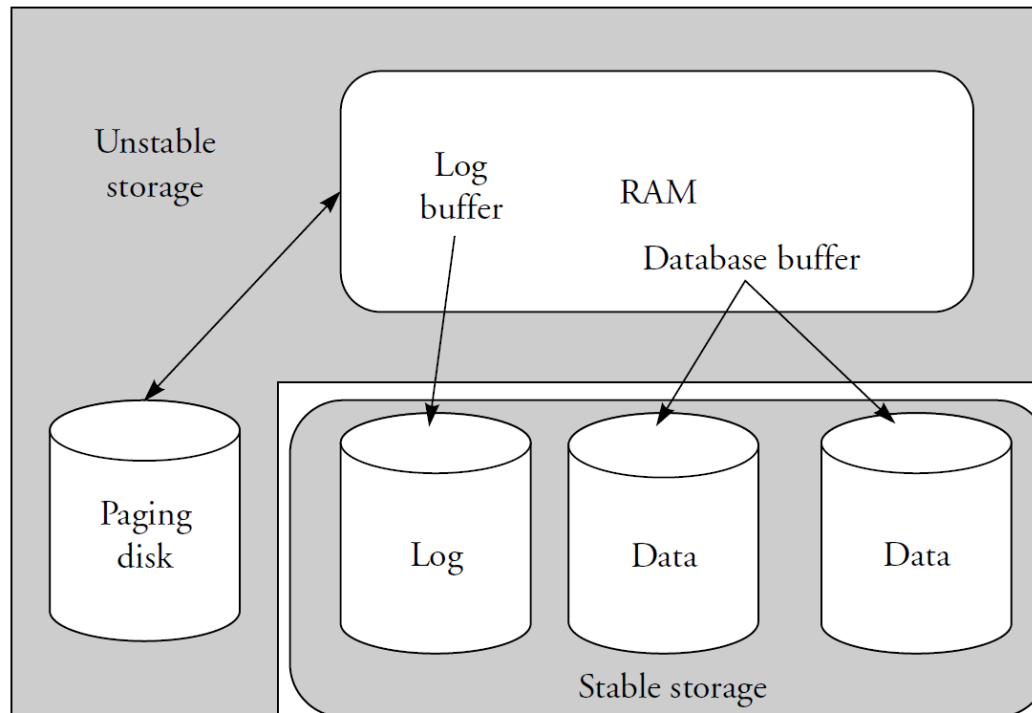 Unstable
storage
Log
buffer
RAM
Database buffer
Paging
disk
Log
Data
Data
Stable storage